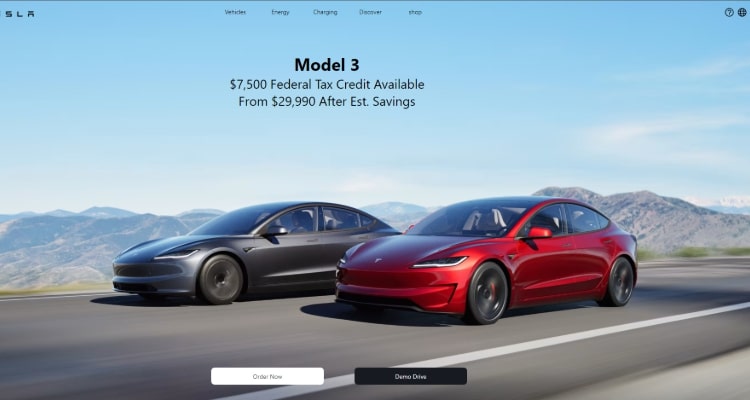 SLA
Vehicles Energy Charging Discover shop
Model 3
$7,500 Federal Tax Credit Available
From $29,990 After Est. Savings
Order Now Demo Drive